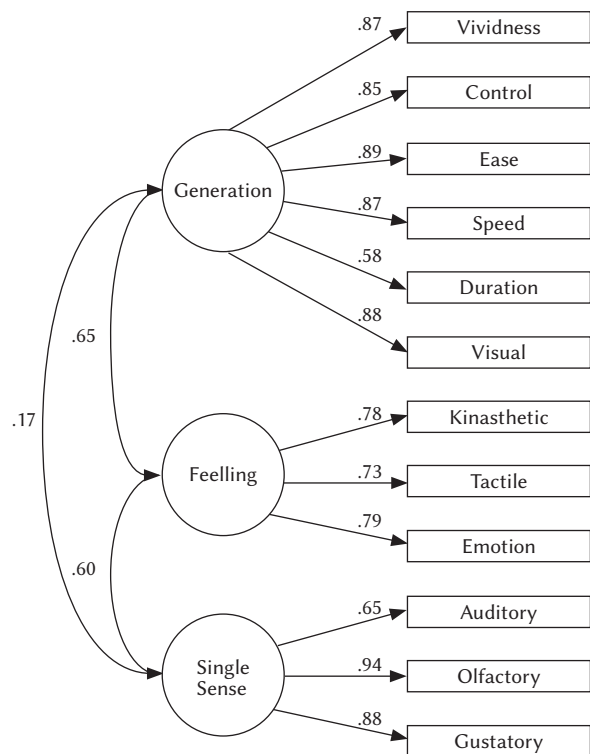 .87
Vividness
.85
Control
.89
Ease
Generation
.87
Speed
.58
Duration
.88
Visual
.65
.17
.78
Kinasthetic
Feelling
.73
Tactile
.79
Emotion
.60
.65
Auditory
Single
Sense
.94
Olfactory
.88
Gustatory